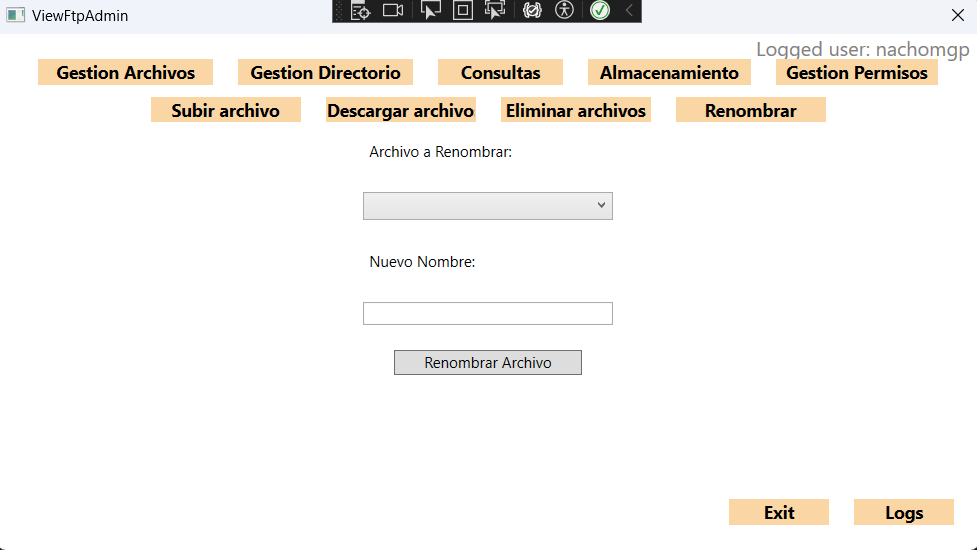 ViewFtpAdmin
Logged user: nachomgp
Gestion Archivos Gestion Directorio Consultas Almacenamiento Gestion Permisos
Subir archivo Descargar archivo Eliminar archivos Renombrar
Archivo a Renombrar:
Nuevo Nombre:
Renombrar Archivo
Exit Logs